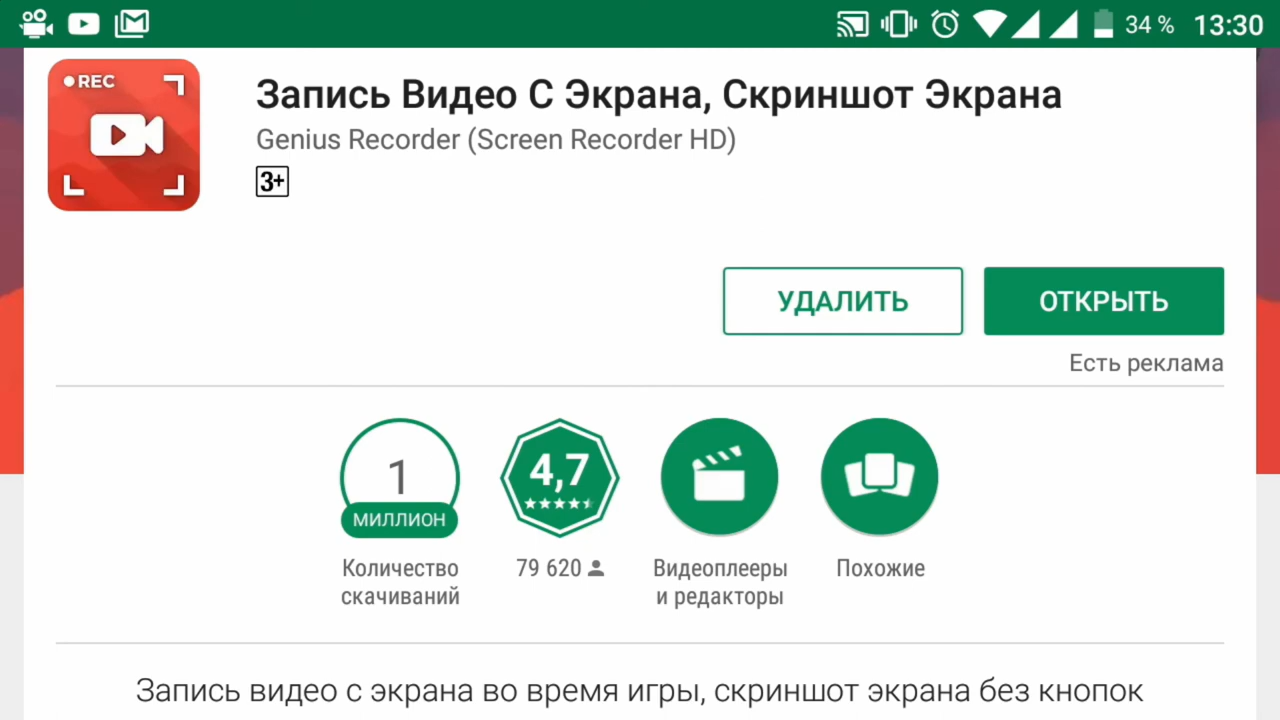 34 % 13:30
REC
Запись Видео С Экрана, Скриншот Экрана
Genius Recorder (Screen Recorder HD)
3+
УДАЛИТЬ ОТКРЫТЬ
Есть реклама
1 4,7
МИЛЛИОН
Количество 79 620 Видеоплееры Похожие
скачиваний и редакторы
Запись видео с экрана во время игры, скриншот экрана без кнопок